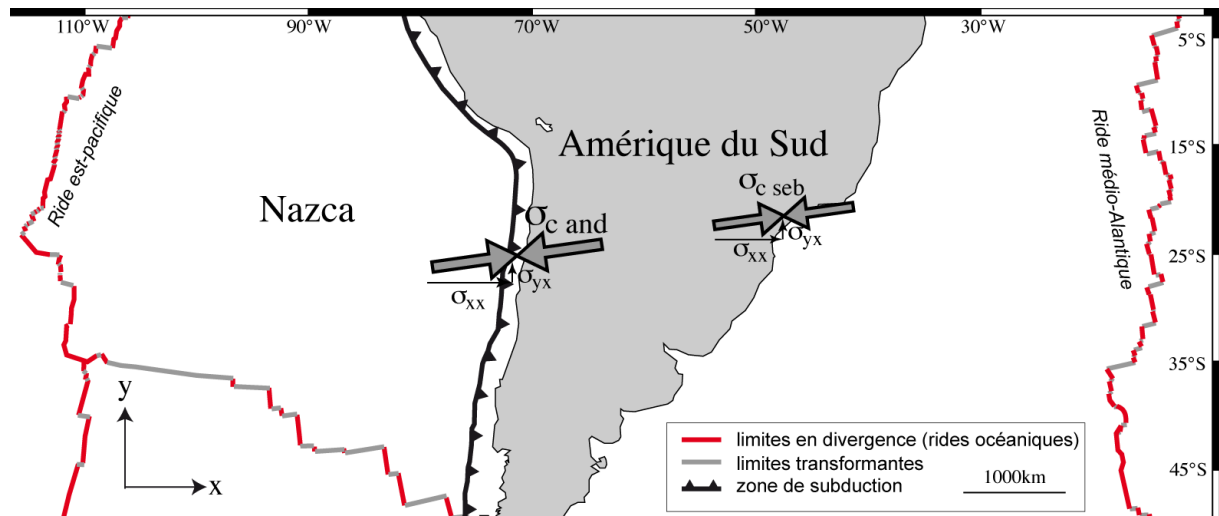 110°W 90°W 70°W 50°W 30°W
5°S
Ride est-pacifique
Ride médio-Alantique
Amérique du Sud
15°S
σc seb
Nazca
σc and
σxx
σyx
25°S
σxx
σyx
35°S
y
x
limites en divergence (rides océaniques)
limites transformantes
zone de subduction
1000km
45°S